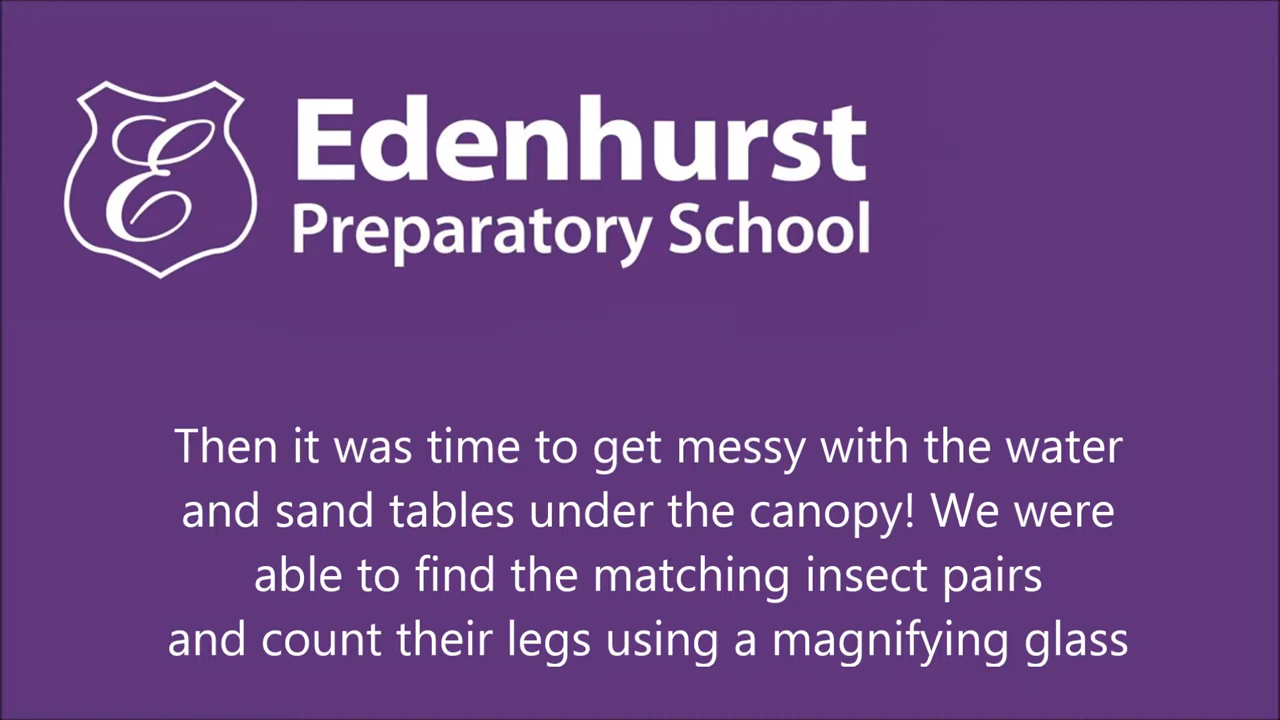 E
Edenhurst
Preparatory School
Then it was time to get messy with the water
and sand tables under the canopy! We were
able to find the matching insect pairs
and count their legs using a magnifying glass